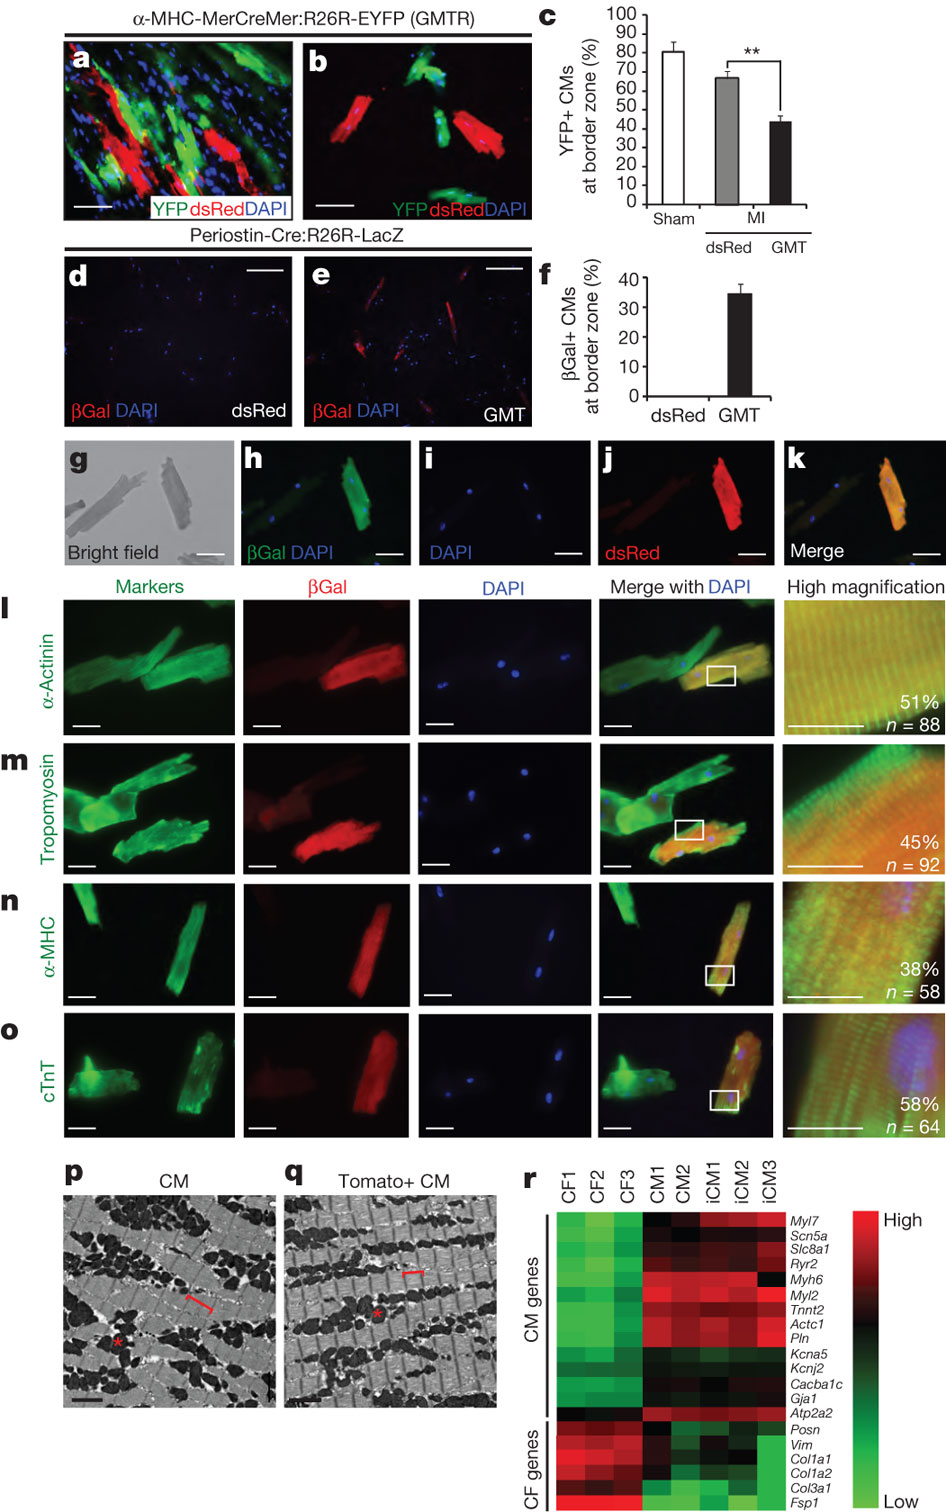 α-MHC-MerCreMer:R26R-EYFP (GMTR)
a
YFP dsRed DAPI
b
YFP dsRed DAPI
c
YFP+ CMs
at border zone (%)
100
90
80
70
60
50
40
30
20
10
0
**
Sham
MI
dsRed
GMT
Periostin-Cre:R26R-LacZ
d
βGal DAPI
dsRed
e
βGal DAPI
GMT
f
βGal+ CMs
at border zone (%)
40
30
20
10
0
dsRed
GMT
g
Bright field
h
βGal DAPI
i
DAPI
j
dsRed
k
Merge
Markers
βGal
DAPI
Merge with DAPI
High magnification
l
α-Actinin
51%
n = 88
m
Tropomyosin
45%
n = 92
n
α-MHC
38%
n = 58
o
cTnT
58%
n = 64
p
CM
*
q
Tomato+ CM
*
r
CF1
CF2
CF3
CM1
CM2
iCM1
iCM2
iCM3
CM genes
Myl7
Scn5a
Slc8a1
Ryr2
Myh6
Myl2
Tnnt2
Actc1
Pln
Kcna5
Kcnj2
Cacba1c
Gja1
Atp2a2
CF genes
Posn
Vim
Col1a1
Col1a2
Col3a1
Fsp1
High
Low